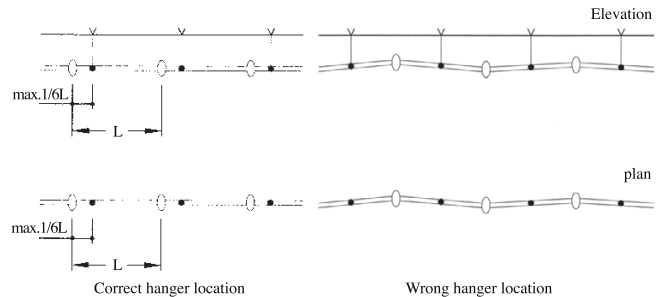 Elevation
max.1/6L
L
plan
max.1/6L
L
Correct hanger location
Wrong hanger location